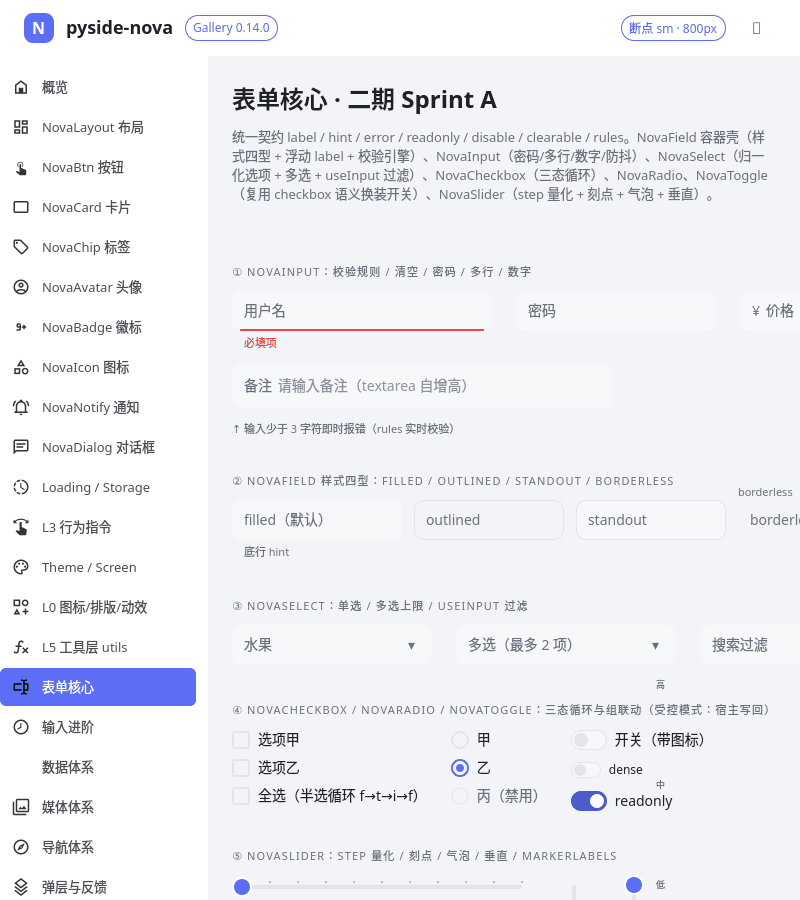 N pyside-nova Gallery 0.14.0 断点 sm · 800px
概览
NovaLayout 布局
NovaBtn 按钮
NovaCard 卡片
NovaChip 标签
NovaAvatar 头像
9+ NovaBadge 徽标
NovaIcon 图标
NovaNotify 通知
NovaDialog 对话框
Loading / Storage
L3 行为指令
Theme / Screen
L0 图标/排版/动效
L5 工具层 utils
表单核心
输入进阶
数据体系
媒体体系
导航体系
弹层与反馈
表单核心 · 二期 Sprint A
统一契约 label / hint / error / readonly / disable / clearable / rules。NovaField 容器壳（样
式四型 + 浮动 label + 校验引擎）、NovaInput（密码/多行/数字/防抖）、NovaSelect（归一
化选项 + 多选 + useInput 过滤）、NovaCheckbox（三态循环）、NovaRadio、NovaToggle
（复用 checkbox 语义换装开关）、NovaSlider（step 量化 + 刻点 + 气泡 + 垂直）。
① NOVAINPUT：校验规则 / 清空 / 密码 / 多行 / 数字
用户名 密码 ¥ 价格
必填项
备注 请输入备注（textarea 自增高）
↑ 输入少于 3 字符即时报错（rules 实时校验）
② NOVAFIELD 样式四型：FILLED / OUTLINED / STANDOUT / BORDERLESS
borderless
filled（默认） outlined standout borderl
底行 hint
③ NOVASELECT：单选 / 多选上限 / USEINPUT 过滤
水果 ▼ 多选（最多 2 项） ▼ 搜索过滤
高
④ NOVACHECKBOX / NOVARADIO / NOVATOGGLE：三态循环与组联动（受控模式：宿主写回）
选项甲 甲 开关（带图标）
选项乙 乙 dense
中
全选（半选循环 f→t→i→f） 丙（禁用） readonly
⑤ NOVASLIDER：STEP 量化 / 刻点 / 气泡 / 垂直 / MARKERLABELS
低